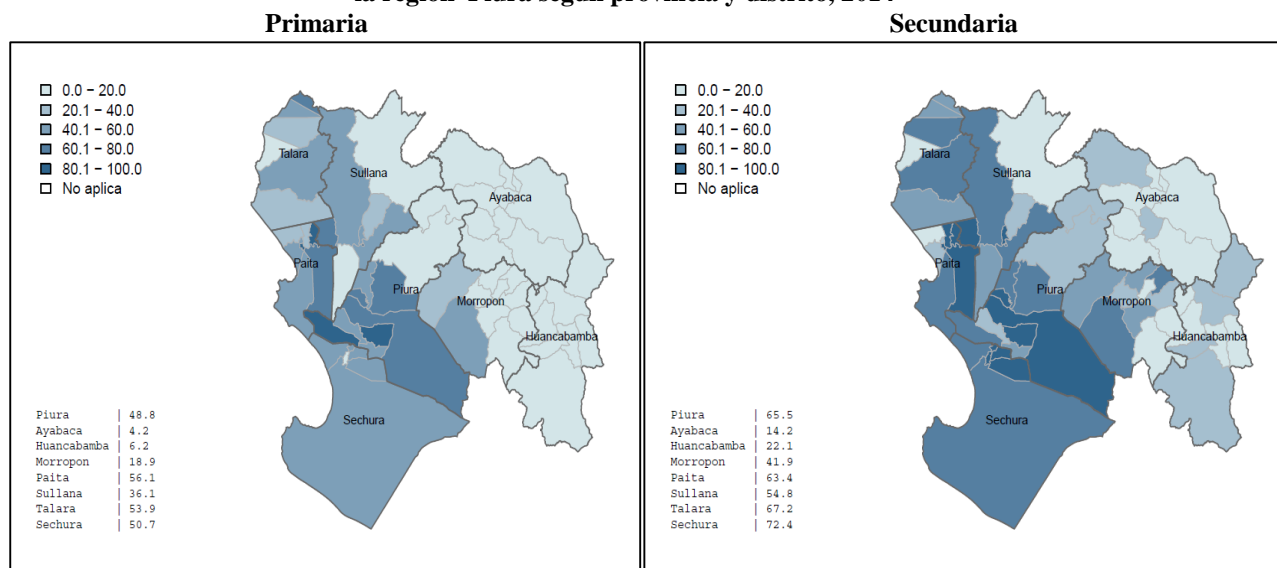 la región Piura según provincia y distrito, 2024
Primaria
0.0 – 20.0
20.1 – 40.0
40.1 – 60.0
60.1 – 80.0
80.1 – 100.0
No aplica
Talara
Sullana
Ayabaca
Paita
Piura
Morropon
Huancabamba
Sechura
Piura | 48.8
Ayabaca | 4.2
Huancabamba | 6.2
Morropon | 18.9
Paita | 56.1
Sullana | 36.1
Talara | 53.9
Sechura | 50.7
Secundaria
0.0 – 20.0
20.1 – 40.0
40.1 – 60.0
60.1 – 80.0
80.1 – 100.0
No aplica
Talara
Sullana
Ayabaca
Paita
Piura
Morropon
Huancabamba
Sechura
Piura | 65.5
Ayabaca | 14.2
Huancabamba | 22.1
Morropon | 41.9
Paita | 63.4
Sullana | 54.8
Talara | 67.2
Sechura | 72.4